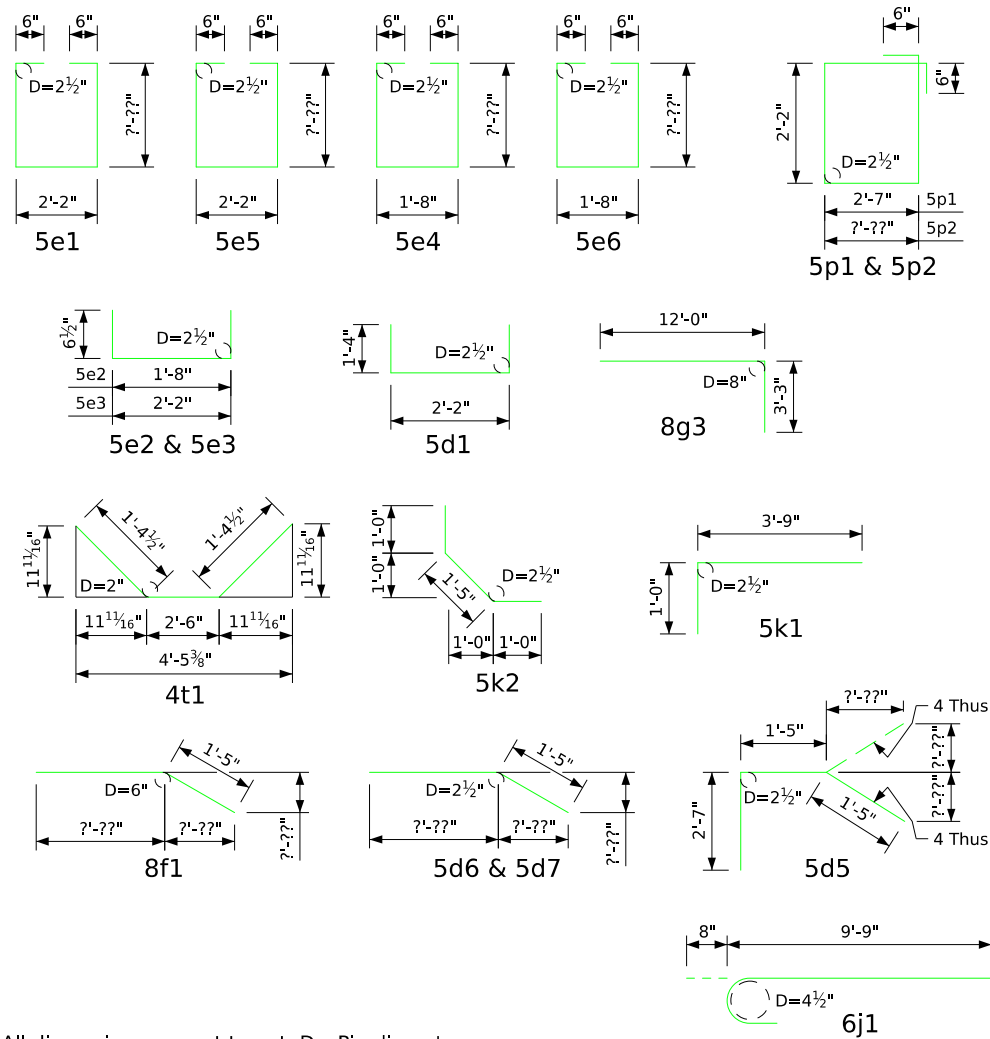 6" 6" 6" 6" 6" 6" 6" 6" 6"
D=2½" D=2½" D=2½" D=2½" 6"
?'-??" ?'-??" ?'-??" ?'-??" 2'-2" D=2½"
2'-2" 2'-2" 1'-8" 1'-8" 2'-7" 5p1
?'-??" 5p2
5e1 5e5 5e4 5e6 5p1 & 5p2
6½" D=2½" 1'-4" D=2½" 12'-0"
5e2 1'-8" D=8" 3'-3"
5e3 2'-2" 2'-2" 8g3
5e2 & 5e3 5d1
11 11/16" 1'-4½" 1'-4½" 11 11/16" 1'-0" 3'-9"
D=2" 1'-0" 1'-5" D=2½" 1'-0" D=2½"
11 11/16" 2'-6" 11 11/16" 1'-0" 1'-0" 5k1
4'-5⅜" 5k2
4t1
?'-??" 4 Thus
1'-5" 1'-5" 1'-5" ?'-??"
D=6" D=2½" D=2½" ?'-??"
?'-??" ?'-??" ?'-??" ?'-??" ?'-??" ?'-??" 2'-7" 1'-5" 4 Thus
8f1 5d6 & 5d7 5d5
8" 9'-9"
D=4½"
6j1